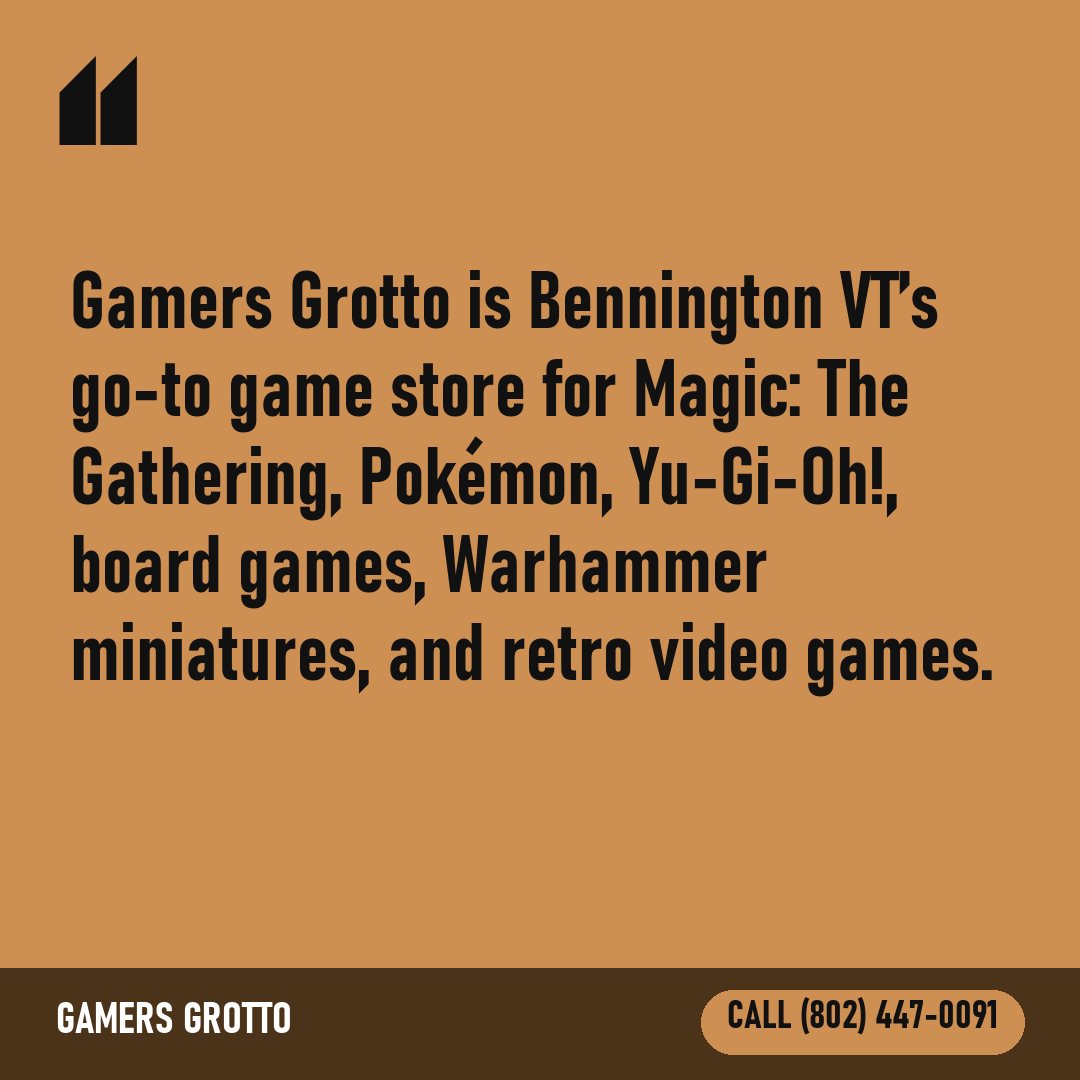 “
Gamers Grotto is Bennington VT’s
go-to game store for Magic: The
Gathering, Pokémon, Yu-Gi-Oh!,
board games, Warhammer
miniatures, and retro video games.
GAMERS GROTTO
CALL (802) 447-0091